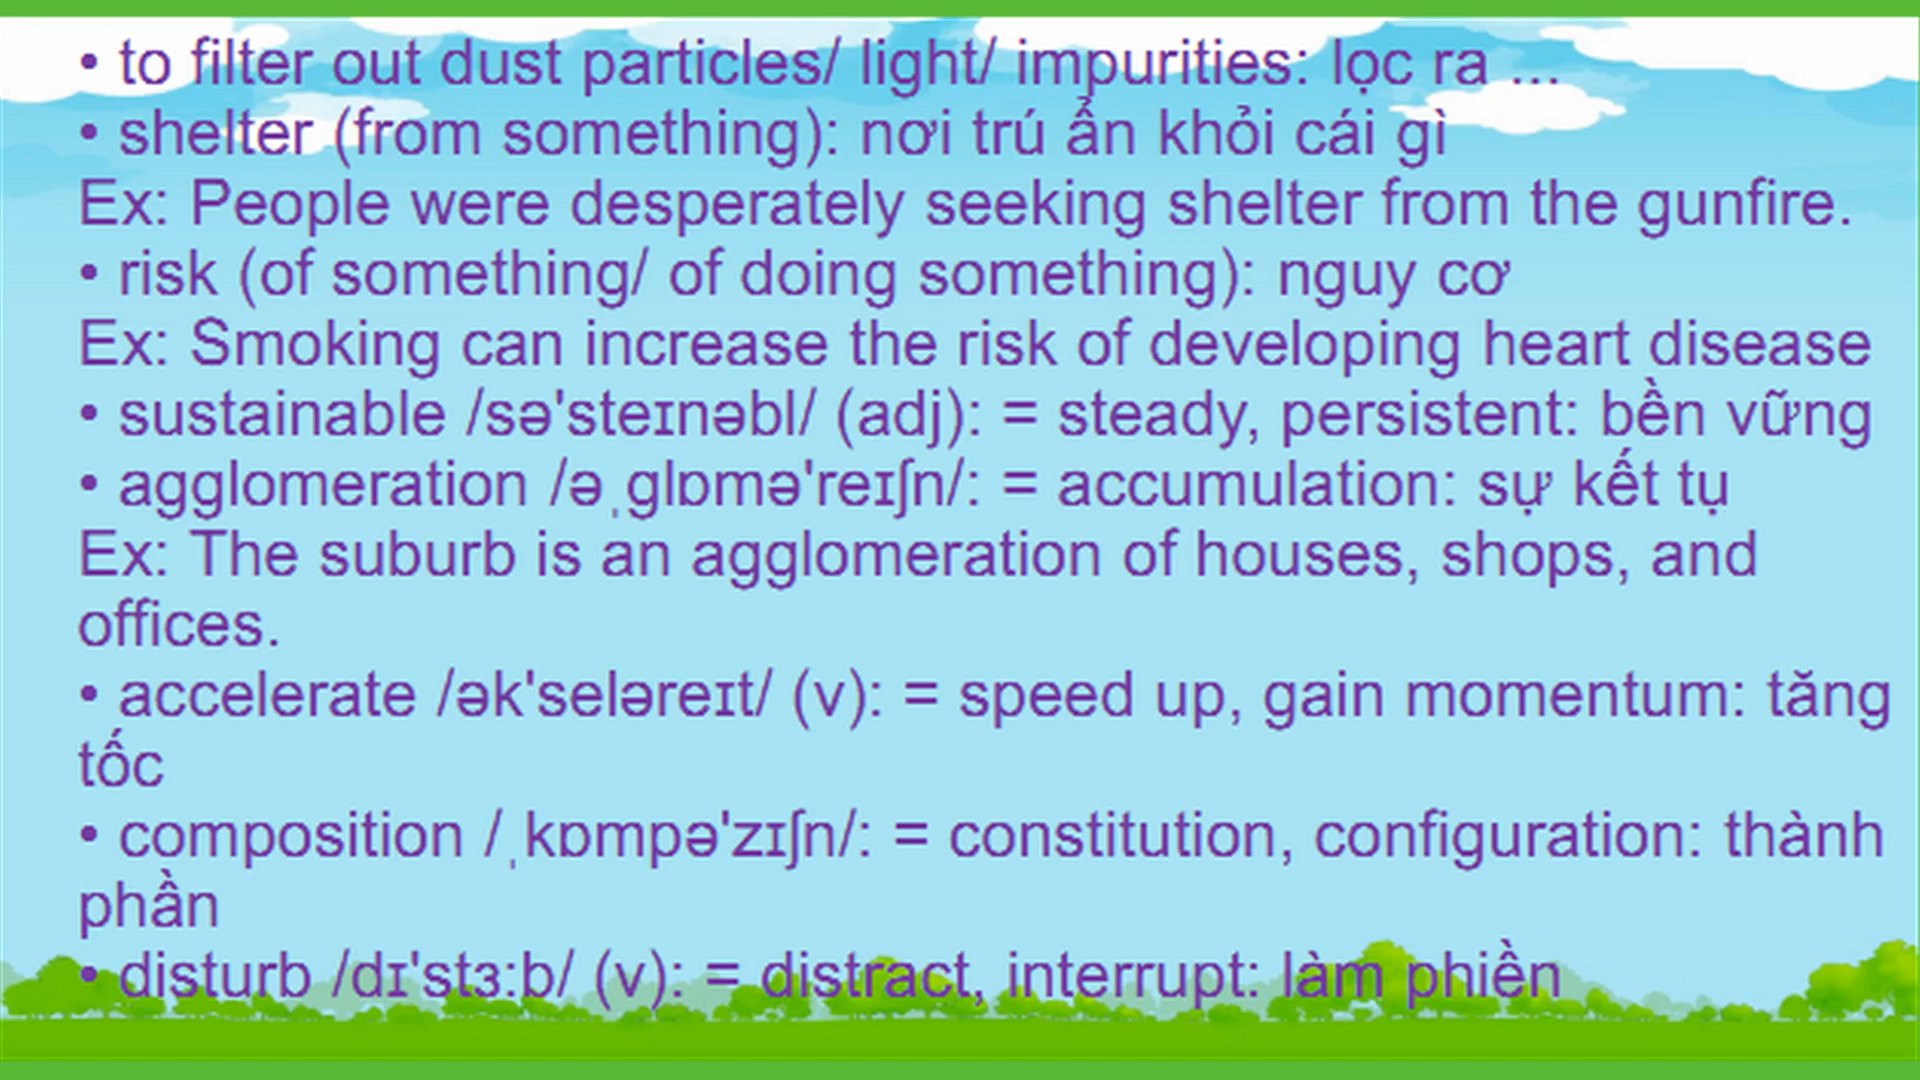 • to filter out dust particles/ light/ impurities: lọc ra ...
• shelter (from something): nơi trú ẩn khỏi cái gì
Ex: People were desperately seeking shelter from the gunfire.
• risk (of something/ of doing something): nguy cơ
Ex: Smoking can increase the risk of developing heart disease
• sustainable /sə'steɪnəbl/ (adj): = steady, persistent: bền vững
• agglomeration /əˌglɒmə'reɪʃn/: = accumulation: sự kết tụ
Ex: The suburb is an agglomeration of houses, shops, and
offices.
• accelerate /ək'seləreɪt/ (v): = speed up, gain momentum: tăng
tốc
• composition /ˌkɒmpə'zɪʃn/: = constitution, configuration: thành
phần
• disturb /dɪ'stɜ:b/ (v): = distract, interrupt: làm phiền